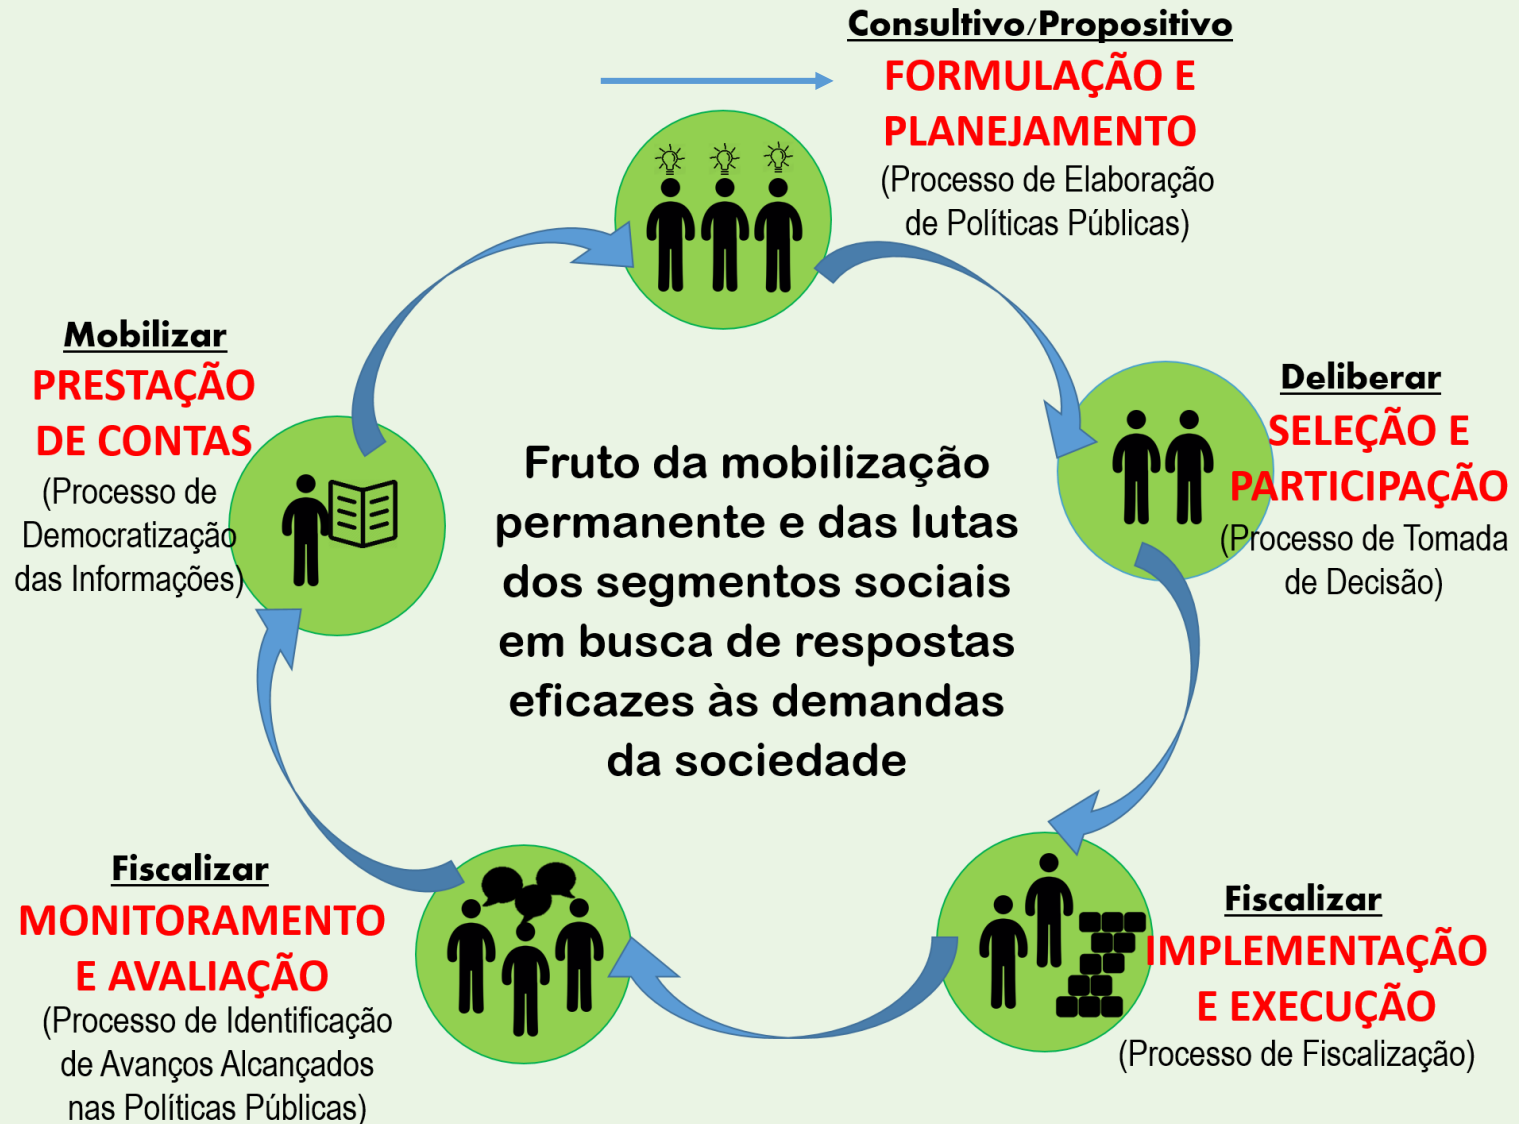 Consultivo/Propositivo
FORMULAÇÃO E
PLANEJAMENTO
(Processo de Elaboração
de Políticas Públicas)
Deliberar
SELEÇÃO E
PARTICIPAÇÃO
(Processo de Tomada
de Decisão)
Fiscalizar
IMPLEMENTAÇÃO
E EXECUÇÃO
(Processo de Fiscalização)
Fiscalizar
MONITORAMENTO
E AVALIAÇÃO
(Processo de Identificação
de Avanços Alcançados
nas Políticas Públicas)
Mobilizar
PRESTAÇÃO
DE CONTAS
(Processo de
Democratização
das Informações)
Fruto da mobilização
permanente e das lutas
dos segmentos sociais
em busca de respostas
eficazes às demandas
da sociedade